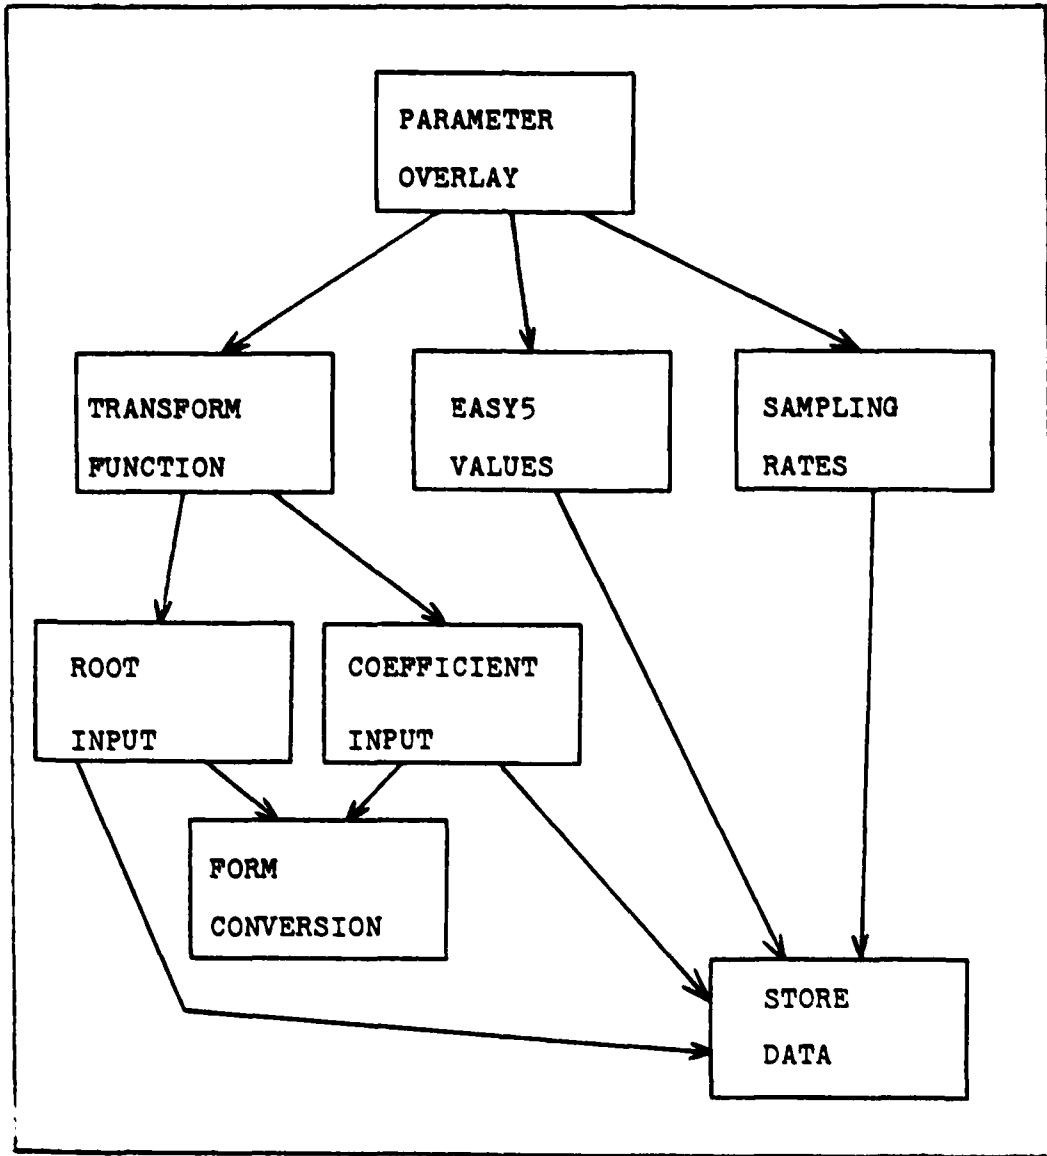 PARAMETER
OVERLAY
TRANSFORM
FUNCTION
EASY5
VALUES
SAMPLING
RATES
ROOT
INPUT
COEFFICIENT
INPUT
FORM
CONVERSION
STORE
DATA